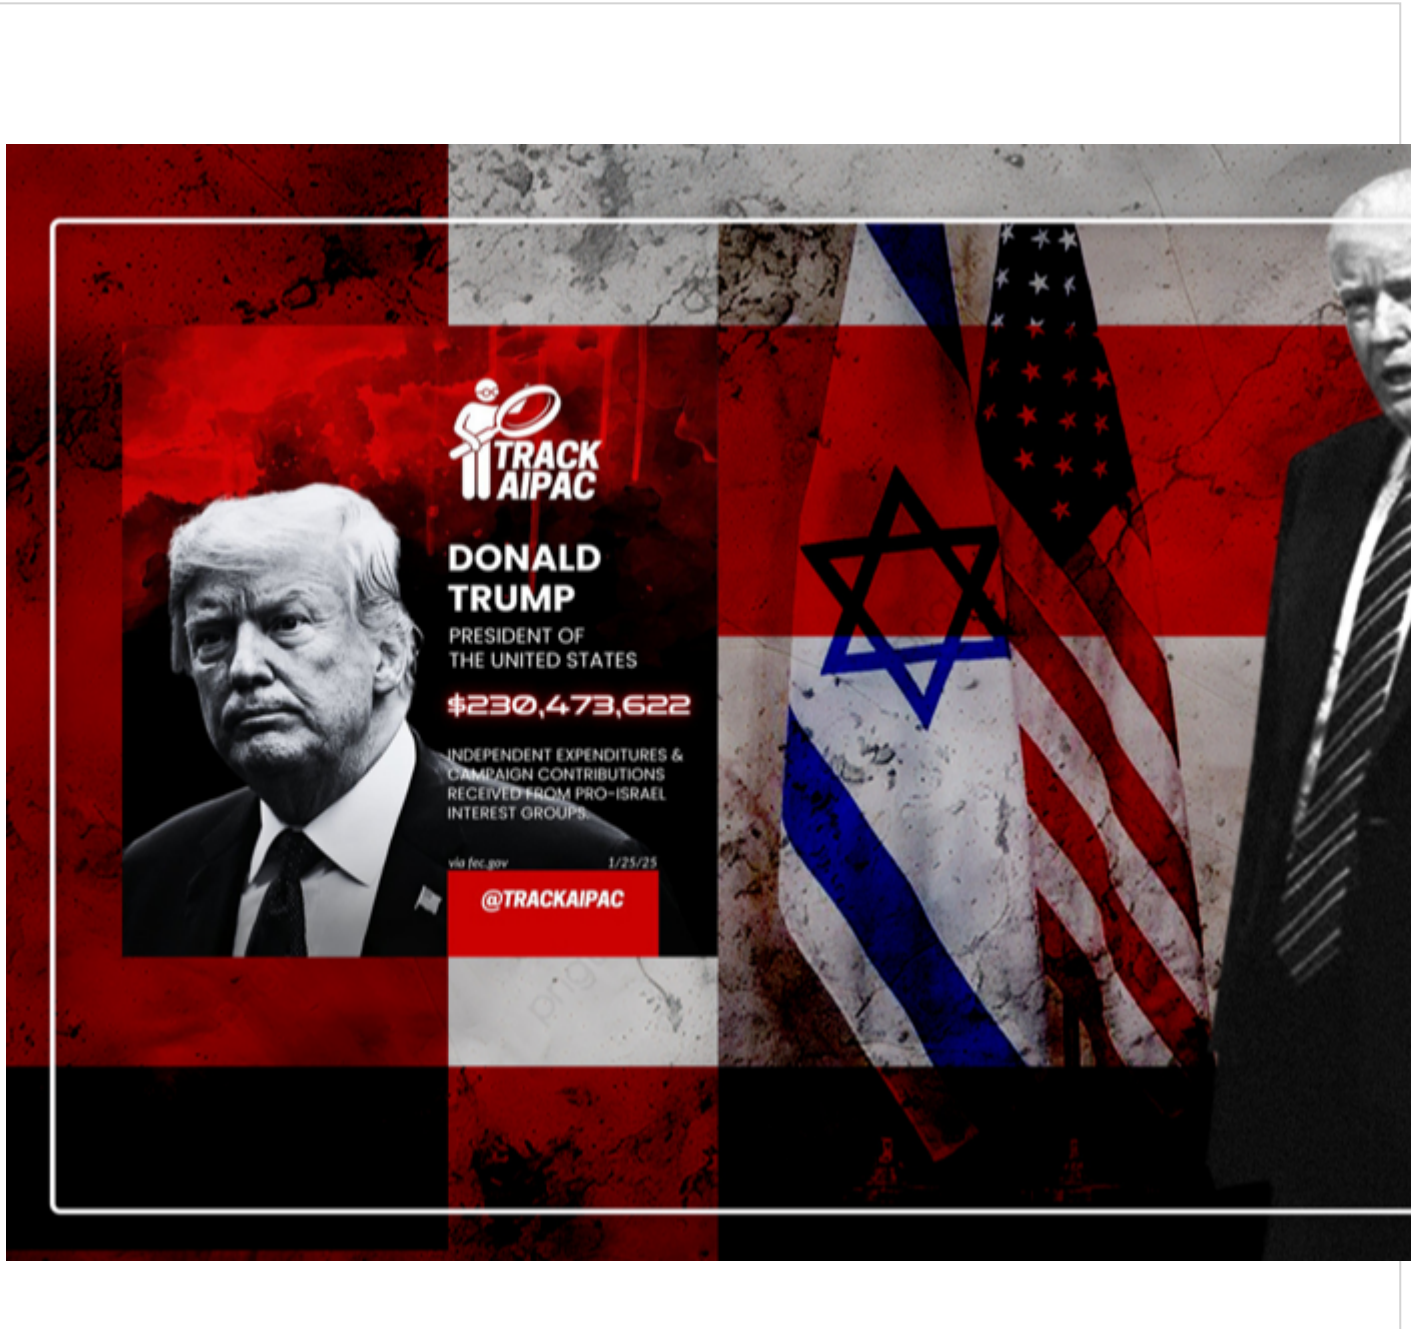 TRACK
AIPAC
DONALD
TRUMP
PRESIDENT OF
THE UNITED STATES
$230,473,622
INDEPENDENT EXPENDITURES &
CAMPAIGN CONTRIBUTIONS
RECEIVED FROM PRO-ISRAEL
INTEREST GROUPS.
via fec.gov 1/25/25
@TRACKAIPAC
png